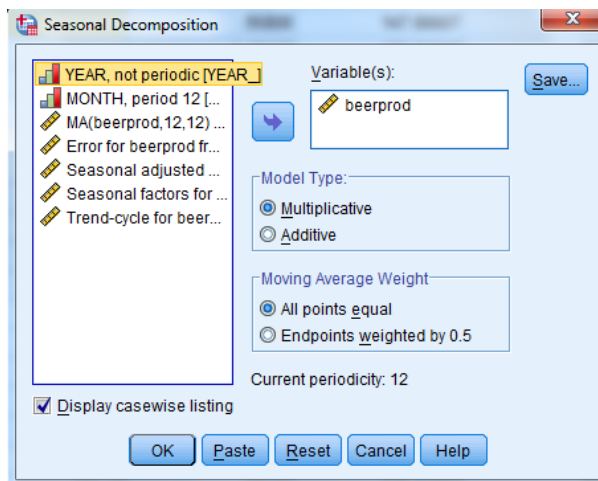 Seasonal Decomposition
YEAR, not periodic [YEAR_]
MONTH, period 12 [...
MA(beerprod,12,12) ...
Error for beerprod fr...
Seasonal adjusted ...
Seasonal factors for ...
Trend-cycle for beer...
Variable(s):
beerprod
Save...
Model Type:
Multiplicative
Additive
Moving Average Weight
All points equal
Endpoints weighted by 0.5
Current periodicity: 12
Display casewise listing
OK Paste Reset Cancel Help